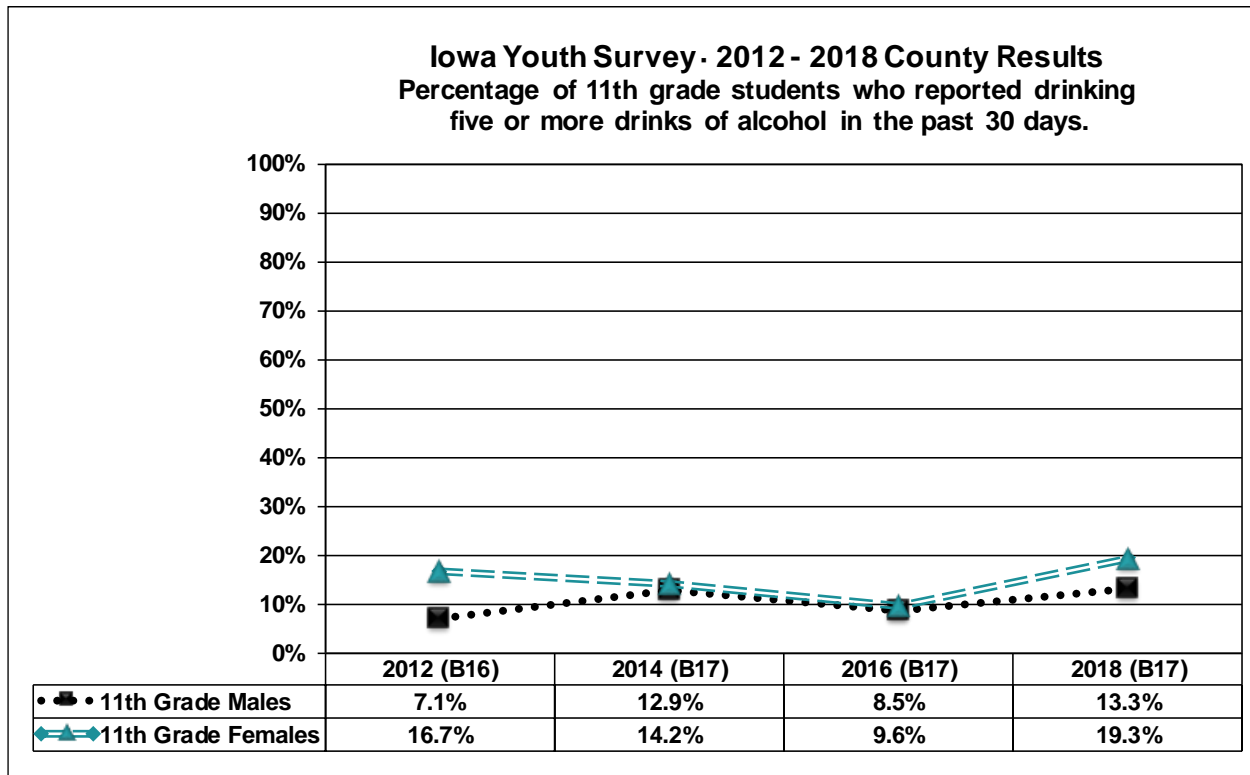 Iowa Youth Survey · 2012 - 2018 County Results
Percentage of 11th grade students who reported drinking
five or more drinks of alcohol in the past 30 days.
100%
90%
80%
70%
60%
50%
40%
30%
20%
10%
0%
2012 (B16) 2014 (B17) 2016 (B17) 2018 (B17)
11th Grade Males 7.1% 12.9% 8.5% 13.3%
11th Grade Females 16.7% 14.2% 9.6% 19.3%